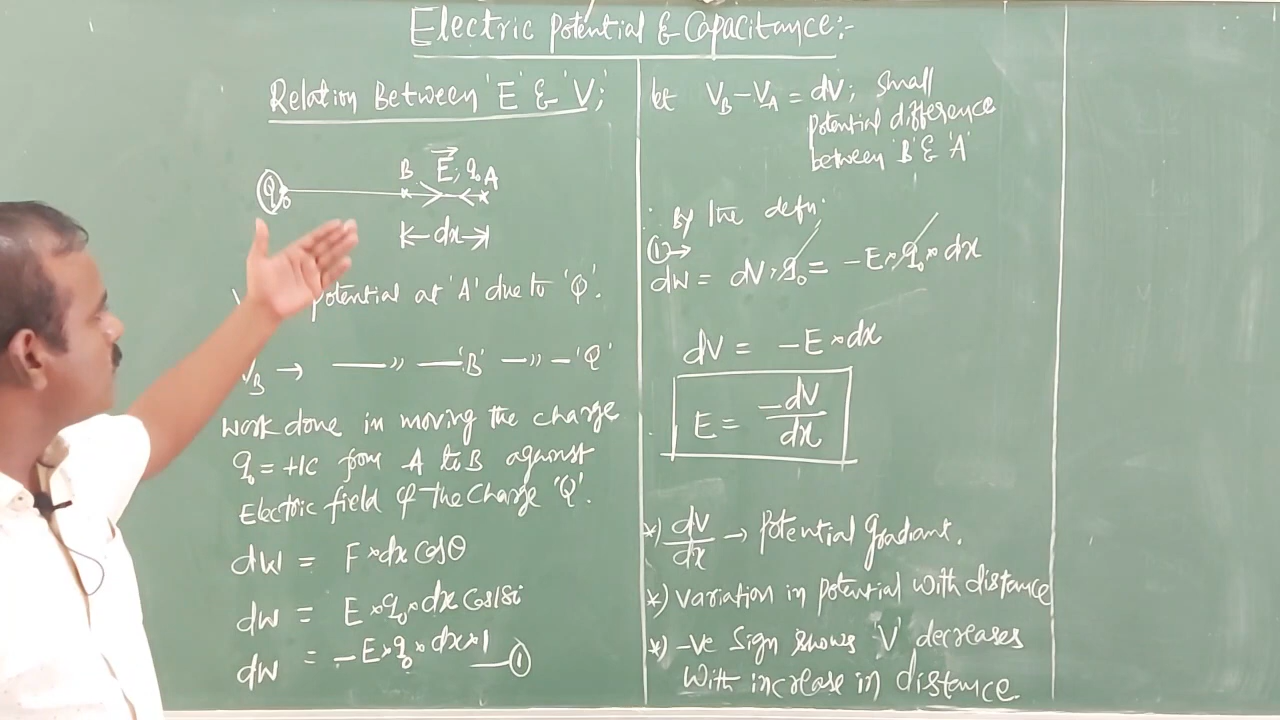 Electric Potential & Capacitance:-
Relation Between 'E' & 'V';
Q B E, q₀ A
dx
potential at 'A' due to 'Q'.
V_B → —〃 —'B' —〃— 'Q'
Work done in moving the charge
q₀ = +1C from A to B against
Electric field of the Charge 'Q'.
dW = F × dx Cosθ
dW = E × q₀ × dx Cos180
dW = -E × q₀ × dx × 1 —①
let V_B - V_A = dV; Small
potential difference
between 'B' & 'A'
∴ By the defn;
①→
dW = dV × q₀ = -E × q₀ × dx
dV = -E × dx
E = -dV/dx
*) dV/dx → Potential gradiant.
*) variation in potential with distance
*) -ve Sign shows 'V' decreases
With increase in distance.